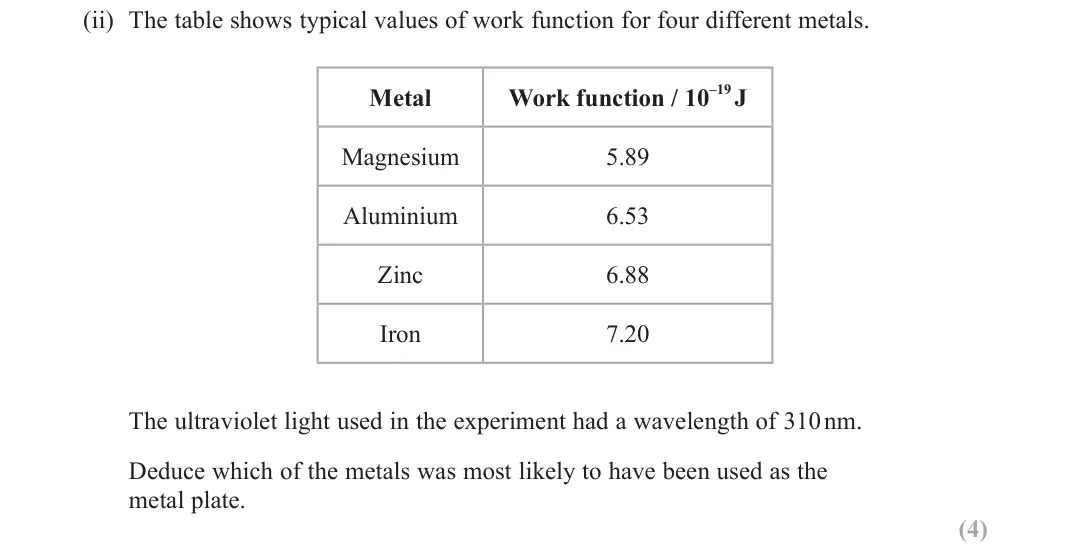 (ii) The table shows typical values of work function for four different metals.
Metal Work function / 10⁻¹⁹ J
Magnesium 5.89
Aluminium 6.53
Zinc 6.88
Iron 7.20
The ultraviolet light used in the experiment had a wavelength of 310 nm.
Deduce which of the metals was most likely to have been used as the
metal plate.
(4)